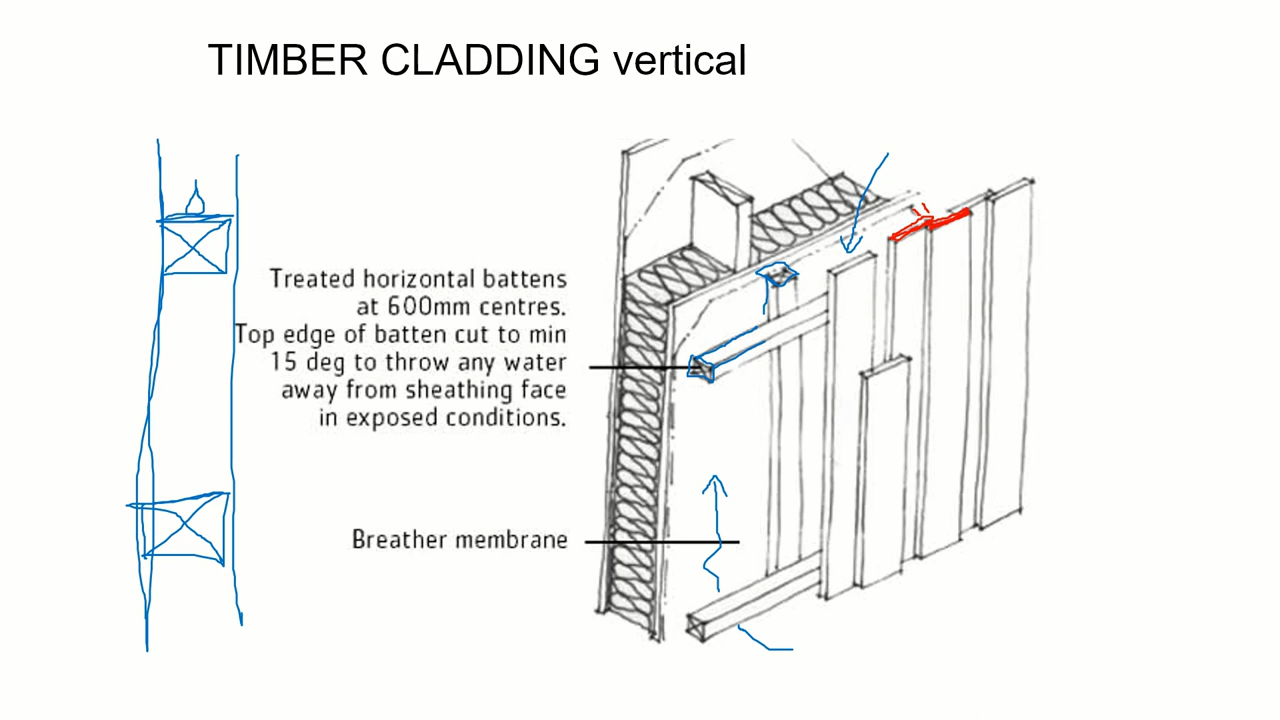 TIMBER CLADDING vertical
Treated horizontal battens
at 600mm centres.
Top edge of batten cut to min
15 deg to throw any water
away from sheathing face
in exposed conditions.
Breather membrane